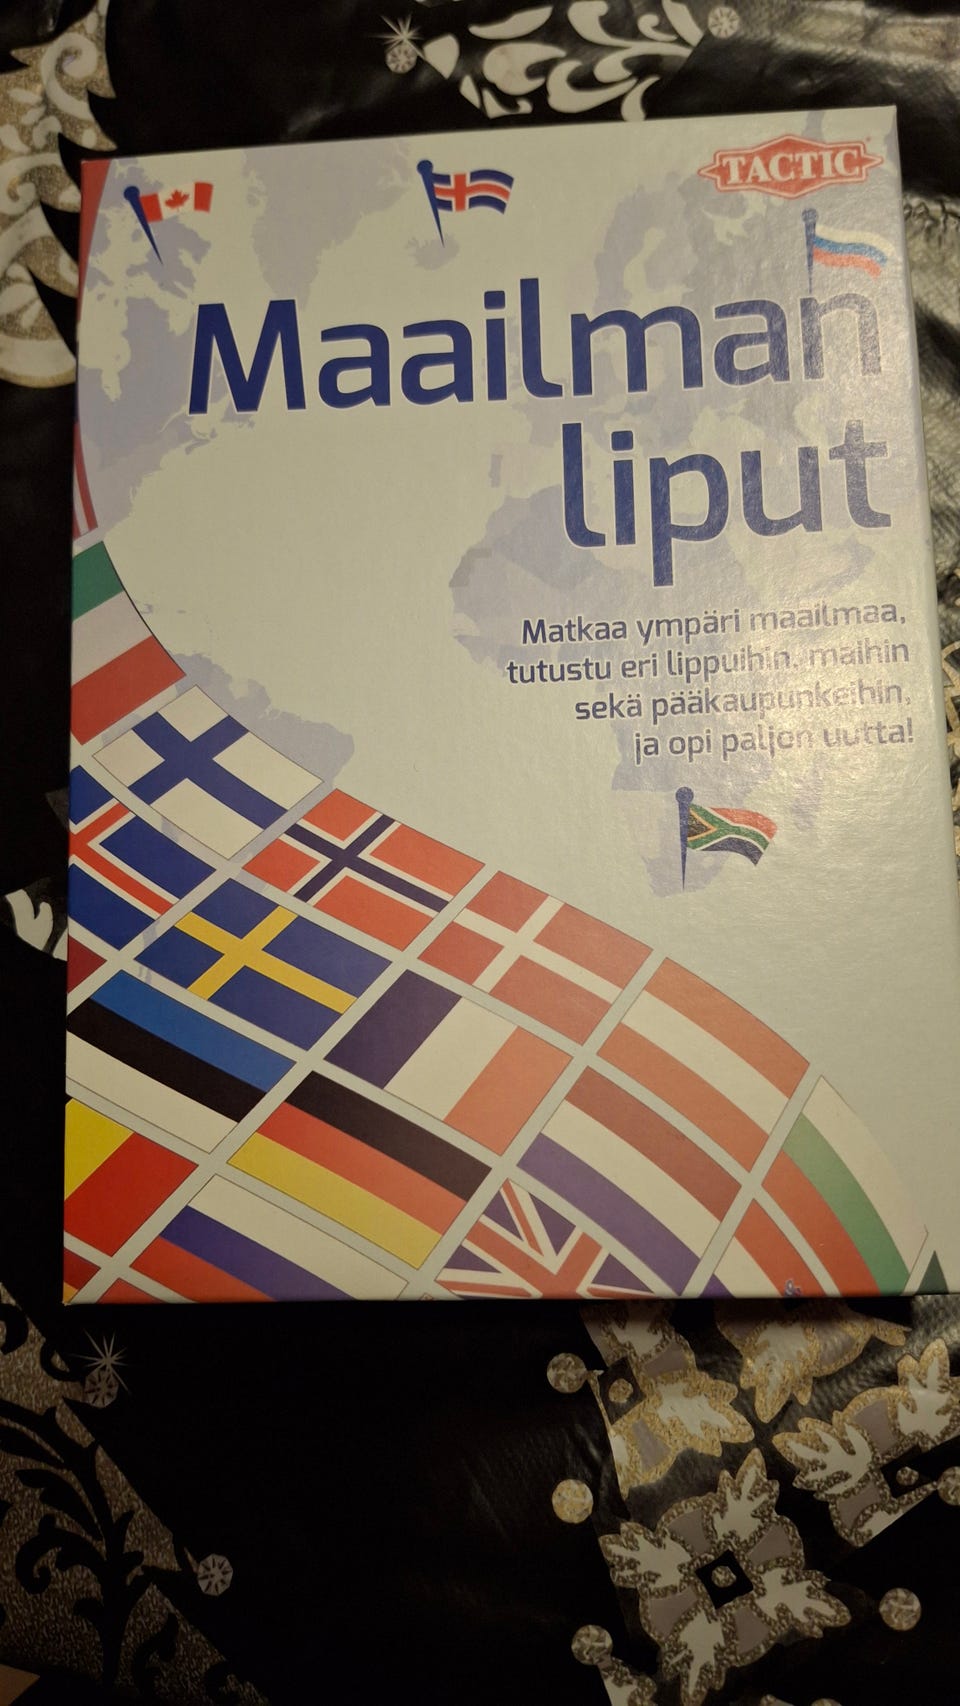 TACTIC
Maailman
liput
Matkaa ympäri maailmaa,
tutustu eri lippuihin, maihin
sekä pääkaupunkeihin,
ja opi paljon uutta!